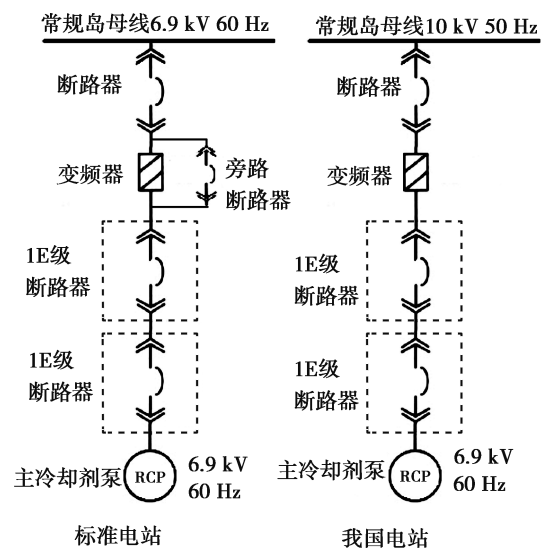 常规岛母线6.9 kV 60 Hz
断路器
变频器
旁路
断路器
1E级
断路器
1E级
断路器
主冷却剂泵
RCP
6.9 kV
60 Hz
标准电站
常规岛母线10 kV 50 Hz
断路器
变频器
1E级
断路器
1E级
断路器
主冷却剂泵
RCP
6.9 kV
60 Hz
我国电站